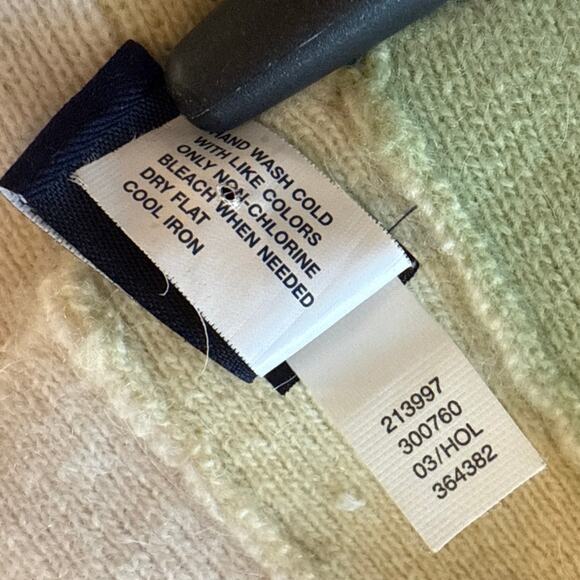 HAND WASH COLD
WITH LIKE COLORS
ONLY NON-CHLORINE
BLEACH WHEN NEEDED
DRY FLAT
COOL IRON
213997
300760
03/HOL
364382